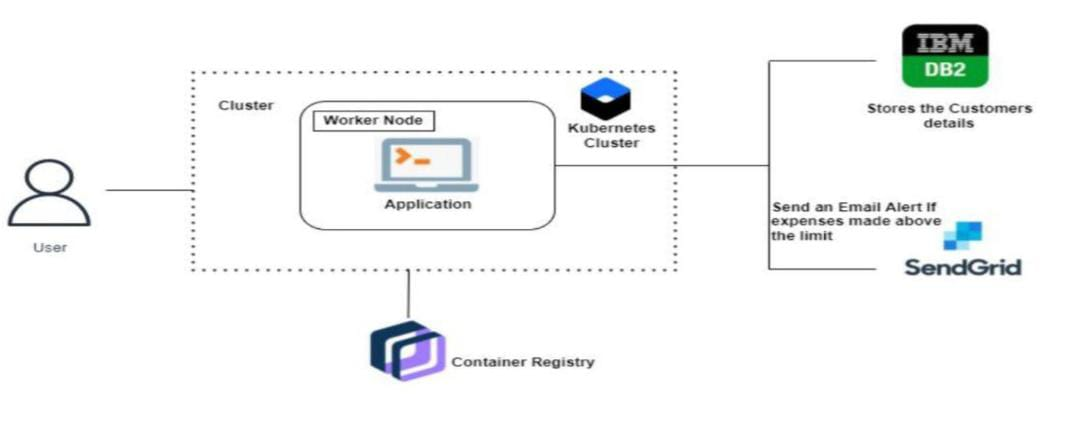 IBM
DB2
Stores the Customers
details
Cluster
Worker Node
Kubernetes
Cluster
Application
User
Send an Email Alert If
expenses made above
the limit
SendGrid
Container Registry